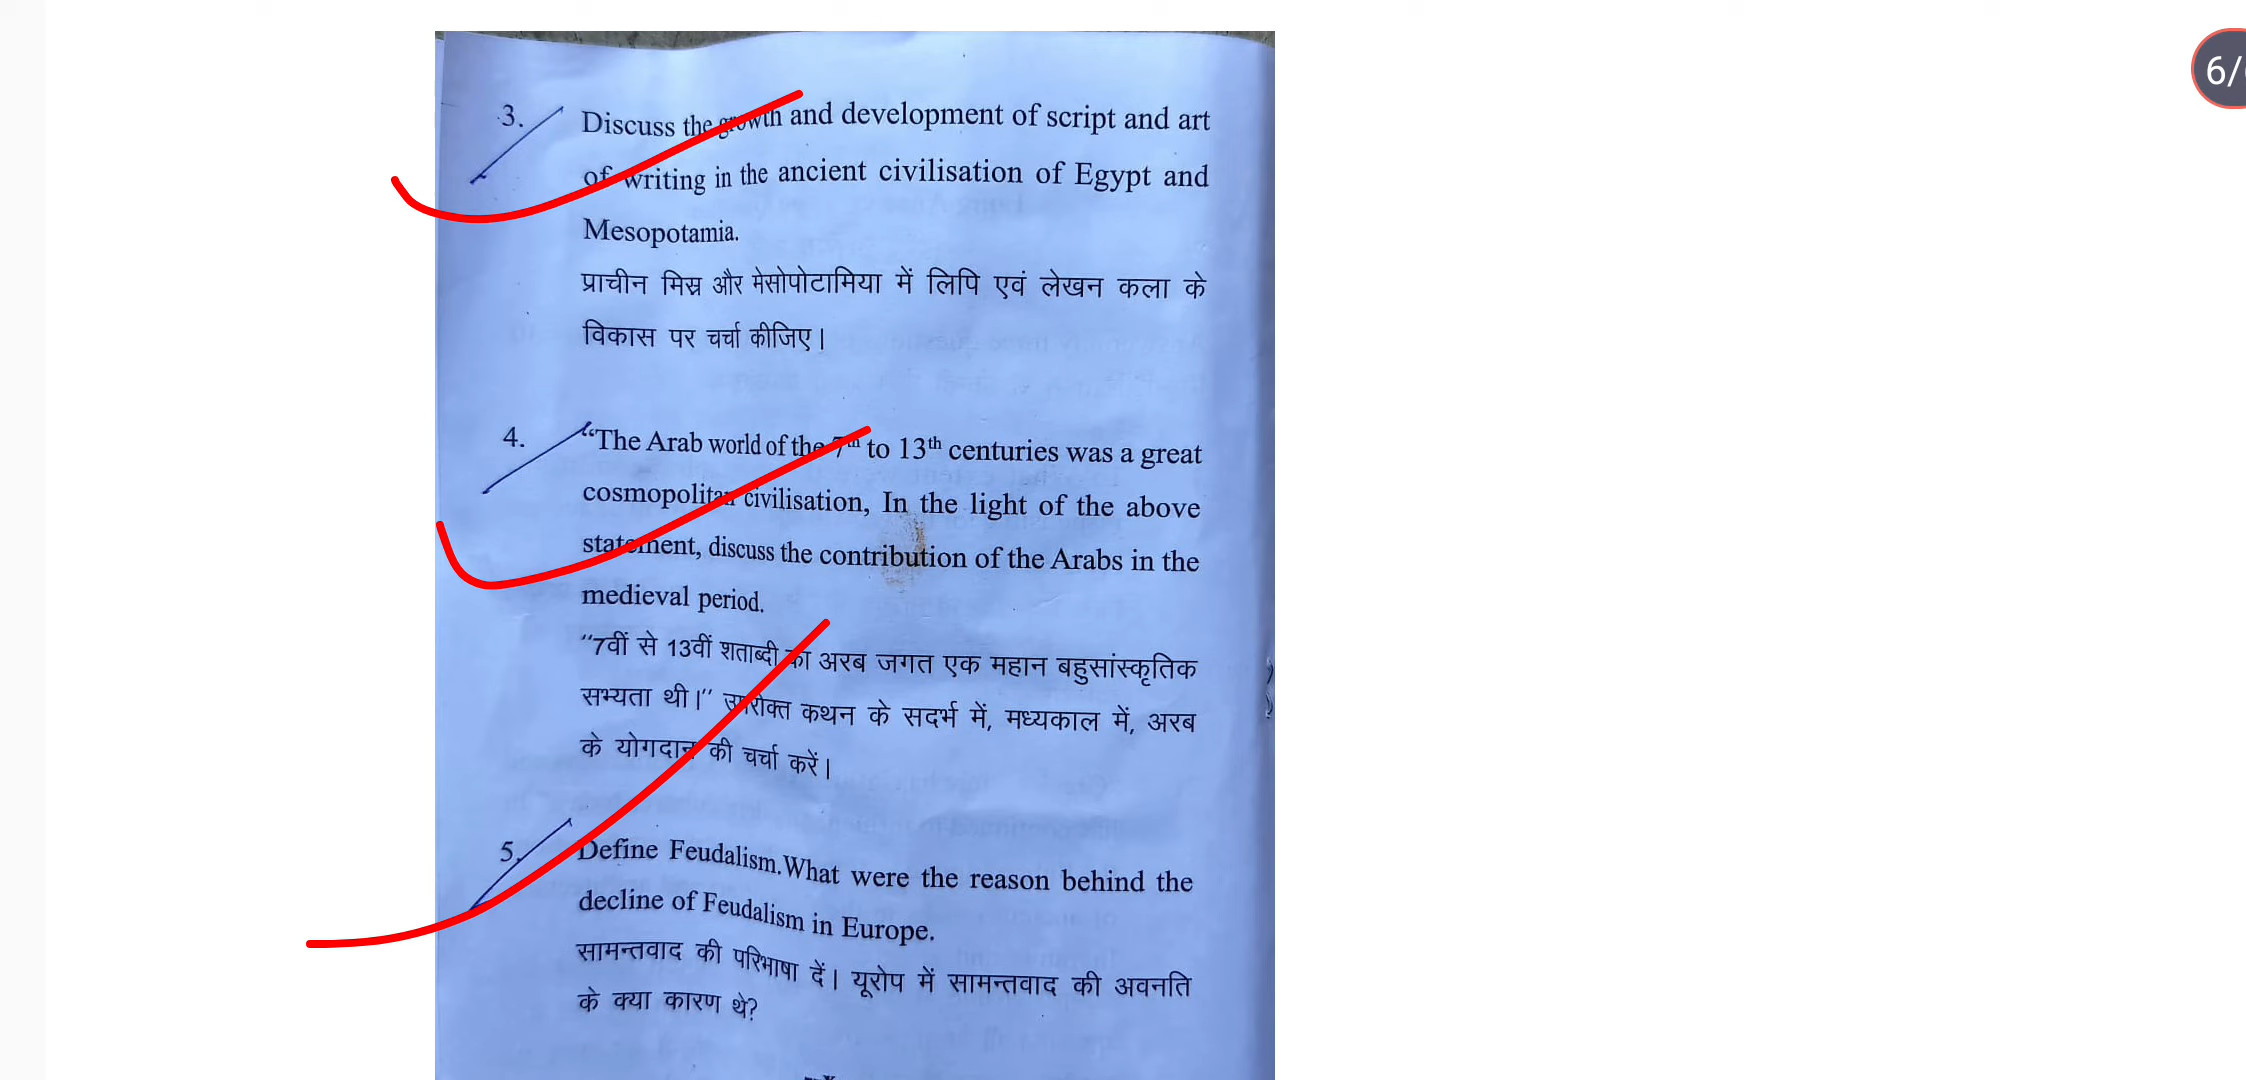 6/
3. Discuss the growth and development of script and art
of writing in the ancient civilisation of Egypt and
Mesopotamia.
प्राचीन मिस्र और मेसोपोटामिया में लिपि एवं लेखन कला के
विकास पर चर्चा कीजिए।
4. “The Arab world of the 7th to 13th centuries was a great
cosmopolitan civilisation, In the light of the above
statement, discuss the contribution of the Arabs in the
medieval period.
“7वीं से 13वीं शताब्दी का अरब जगत एक महान बहुसांस्कृतिक
सभ्यता थी।” उपरोक्त कथन के सदर्भ में, मध्यकाल में, अरब
के योगदान की चर्चा करें।
5. Define Feudalism.What were the reason behind the
decline of Feudalism in Europe.
सामन्तवाद की परिभाषा दें। यूरोप में सामन्तवाद की अवनति
के क्या कारण थे?